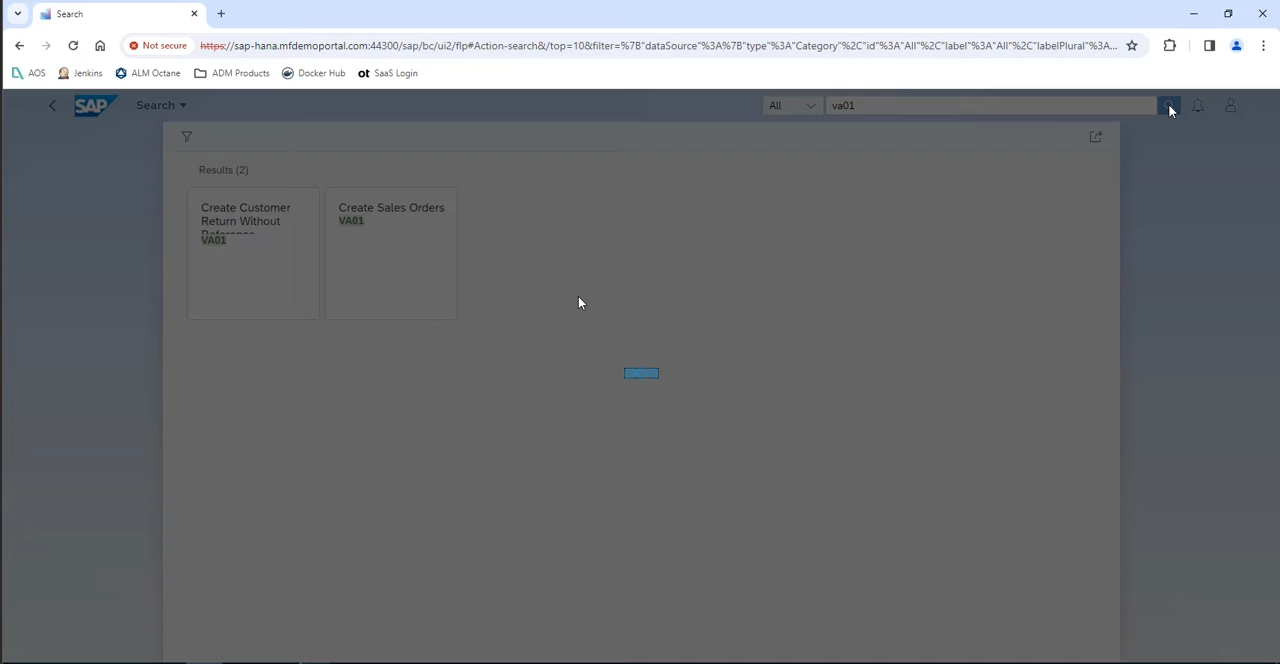 Search
Not secure
https://sap-hana.mfdemoportal.com:44300/sap/bc/ui2/flp#Action-search&/top=10&filter=%7B"dataSource"%3A%7B"type"%3A"Category"%2C"id"%3A"All"%2C"label"%3A"All"%2C"labelPlural"%3A...
AOS Jenkins ALM Octane ADM Products Docker Hub ot SaaS Login
SAP Search All va01
Results (2)
Create Customer
Return Without
Reference
VA01
Create Sales Orders
VA01